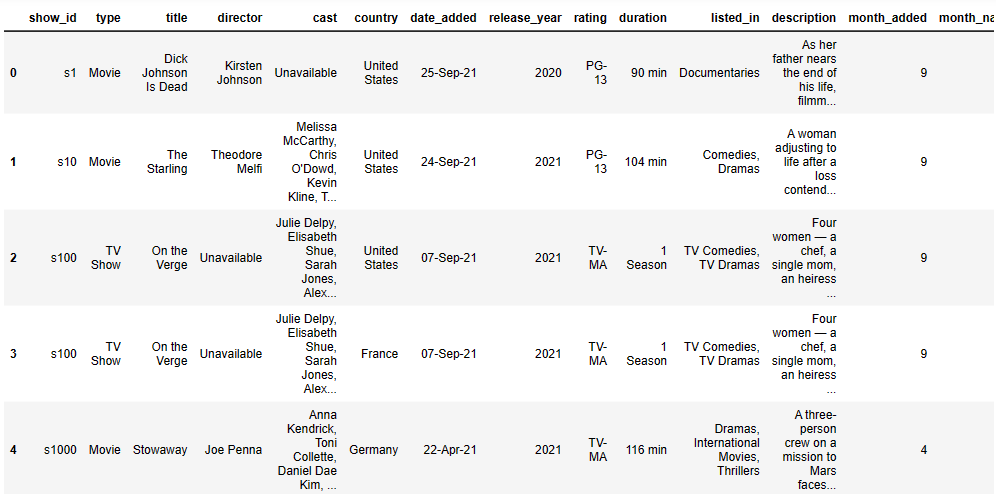 show_id type title director cast country date_added release_year rating duration listed_in description month_added month_na
0 s1 Movie Dick Johnson Is Dead Kirsten Johnson Unavailable United States 25-Sep-21 2020 PG-13 90 min Documentaries As her father nears the end of his life, filmm... 9
1 s10 Movie The Starling Theodore Melfi Melissa McCarthy, Chris O'Dowd, Kevin Kline, T... United States 24-Sep-21 2021 PG-13 104 min Comedies, Dramas A woman adjusting to life after a loss contend... 9
2 s100 TV Show On the Verge Unavailable Julie Delpy, Elisabeth Shue, Sarah Jones, Alex... United States 07-Sep-21 2021 TV-MA 1 Season TV Comedies, TV Dramas Four women — a chef, a single mom, an heiress ... 9
3 s100 TV Show On the Verge Unavailable Julie Delpy, Elisabeth Shue, Sarah Jones, Alex... France 07-Sep-21 2021 TV-MA 1 Season TV Comedies, TV Dramas Four women — a chef, a single mom, an heiress ... 9
4 s1000 Movie Stowaway Joe Penna Anna Kendrick, Toni Collette, Daniel Dae Kim, ... Germany 22-Apr-21 2021 TV-MA 116 min Dramas, International Movies, Thrillers A three-person crew on a mission to Mars faces... 4